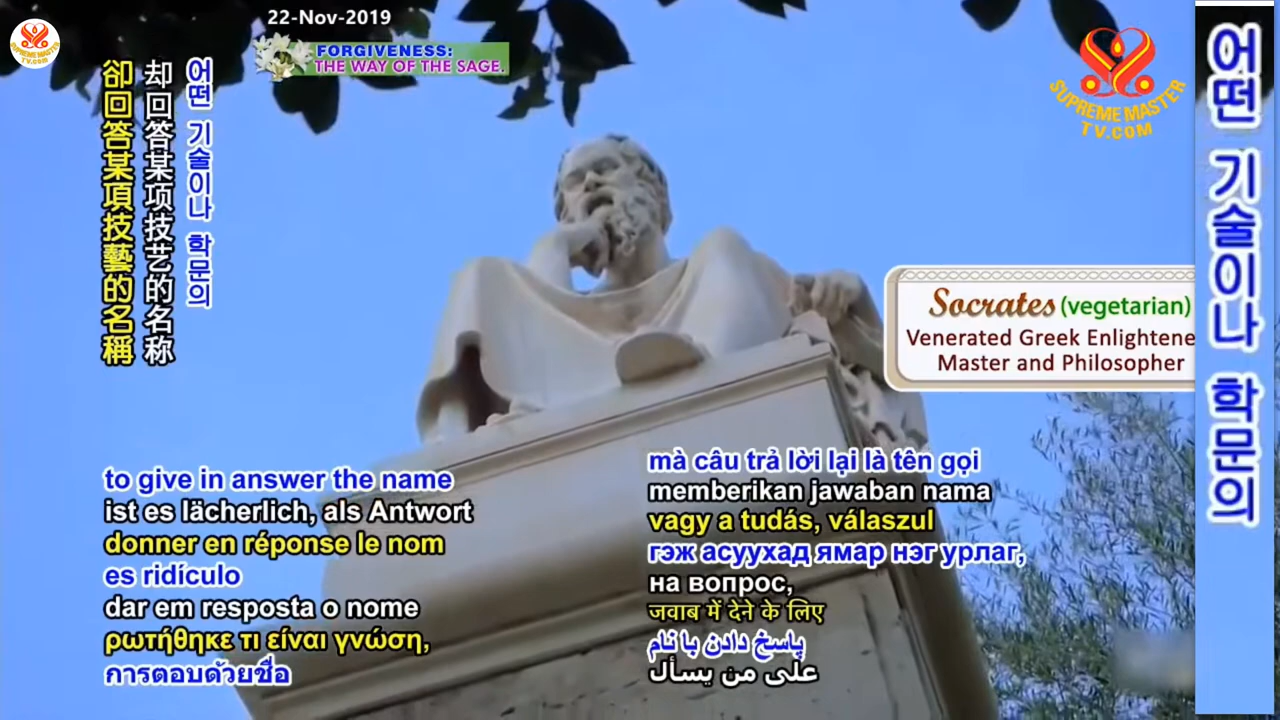 22-Nov-2019
FORGIVENESS:
THE WAY OF THE SAGE.
SUPREME MASTER
TV.com
SUPREME MASTER
TV.COM
卻回答某項技藝的名稱
却回答某项技艺的名称
어떤 기술이나 학문의
어떤 기술이나 학문의
Socrates (vegetarian)
Venerated Greek Enlightene
Master and Philosopher
to give in answer the name
ist es lächerlich, als Antwort
donner en réponse le nom
es ridículo
dar em resposta o nome
ρωτήθηκε τι είναι γνώση,
การตอบด้วยชื่อ
mà câu trả lời lại là tên gọi
memberikan jawaban nama
vagy a tudás, válaszul
гэж асуухад ямар нэг урлаг,
на вопрос,
जवाब में देने के लिए
پاسخ دادن با نام
على من يسأل